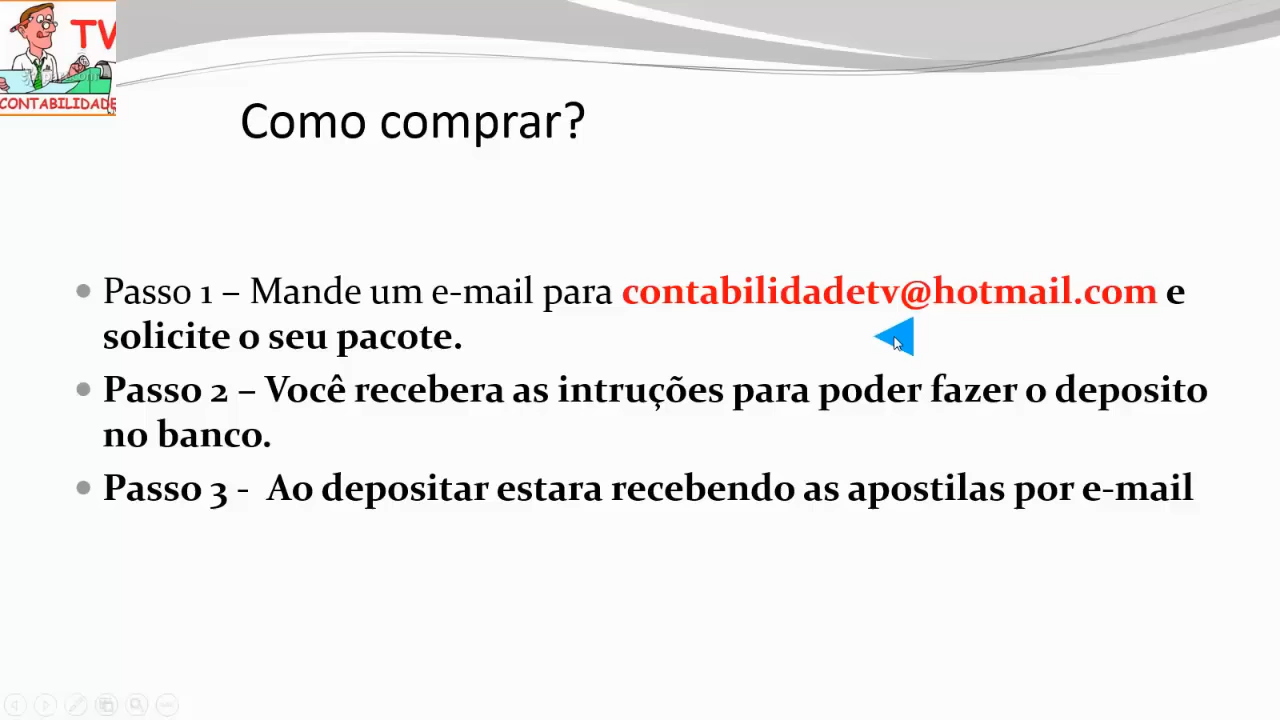 TV
CONTABILIDADE
Como comprar?
Passo 1 – Mande um e-mail para contabilidadetv@hotmail.com e
solicite o seu pacote.
Passo 2 – Você recebera as intruções para poder fazer o deposito
no banco.
Passo 3 - Ao depositar estara recebendo as apostilas por e-mail